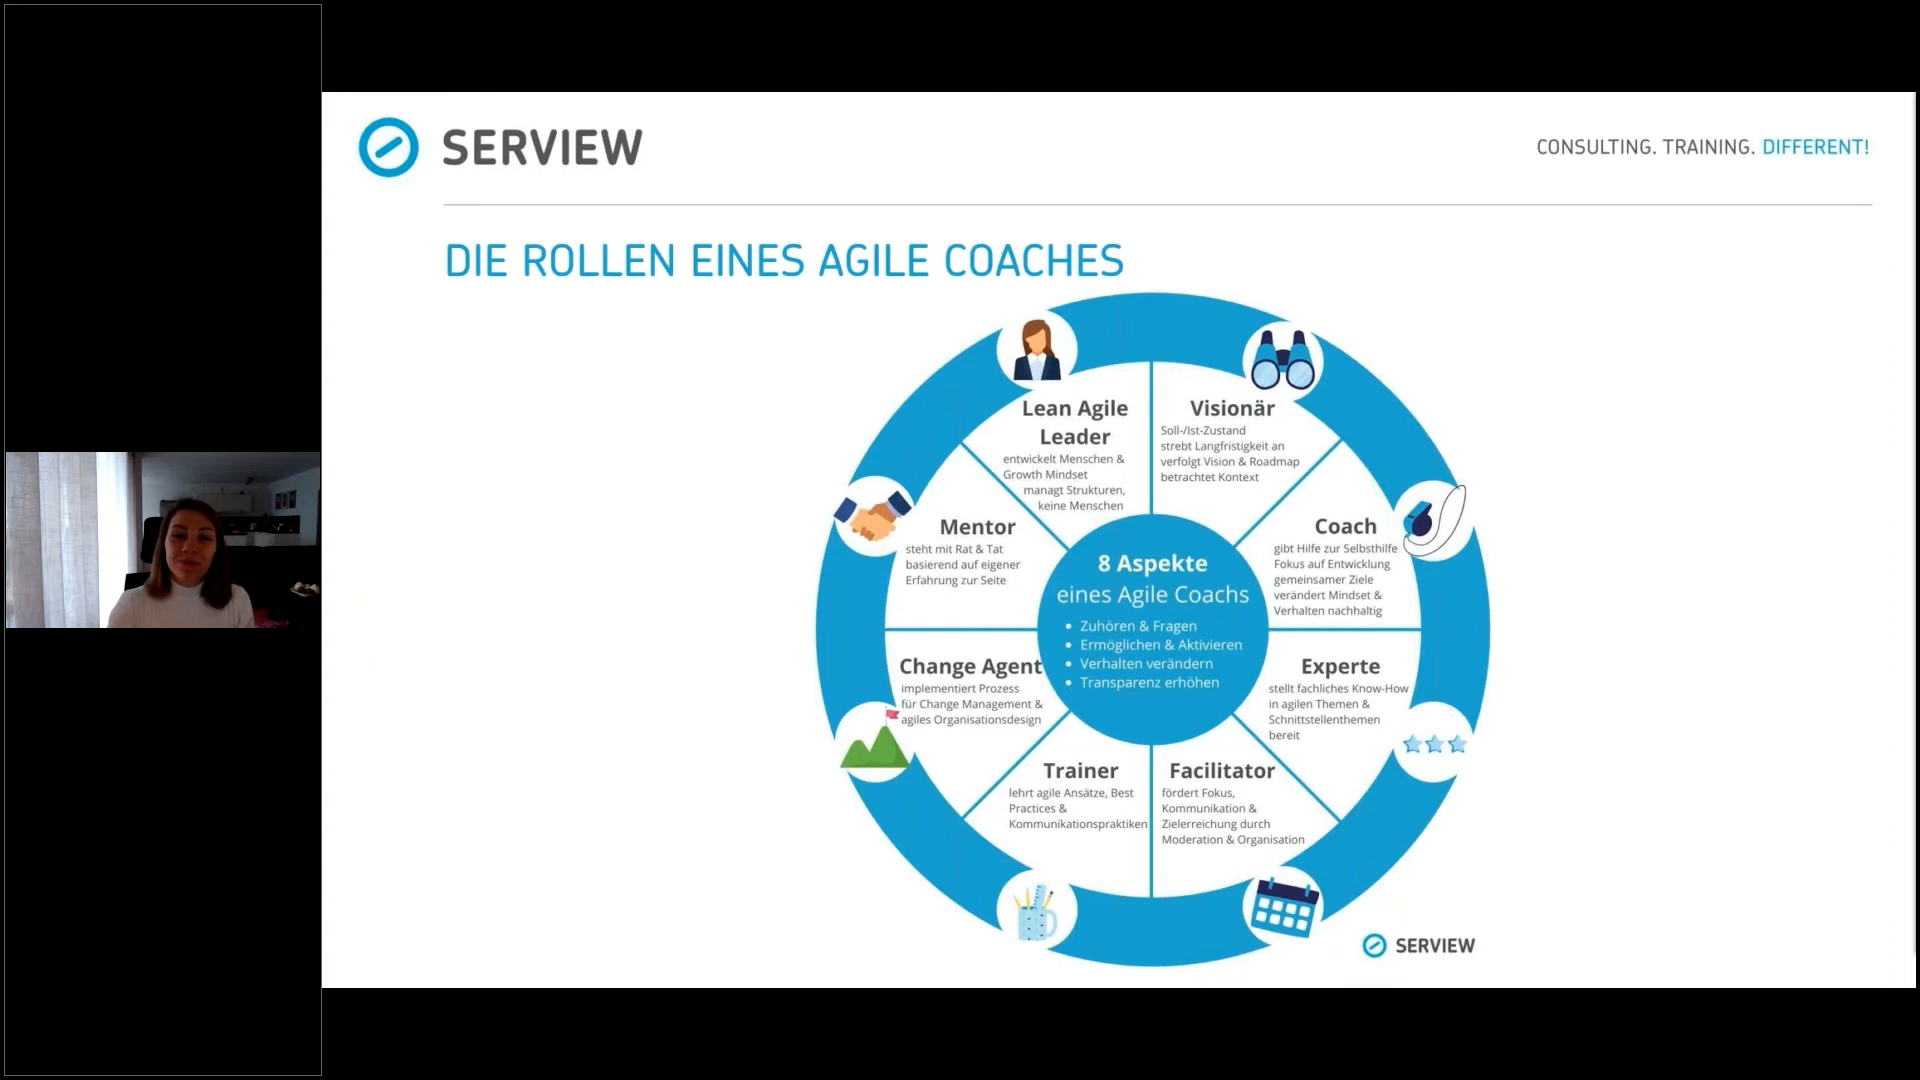 SERVIEW
CONSULTING. TRAINING. DIFFERENT!
DIE ROLLEN EINES AGILE COACHES
Lean Agile
Leader
entwickelt Menschen &
Growth Mindset
managt Strukturen,
keine Menschen
Visionär
Soll-/Ist-Zustand
strebt Langfristigkeit an
verfolgt Vision & Roadmap
betrachtet Kontext
Mentor
steht mit Rat & Tat
basierend auf eigener
Erfahrung zur Seite
Coach
gibt Hilfe zur Selbsthilfe
Fokus auf Entwicklung
gemeinsamer Ziele
verändert Mindset &
Verhalten nachhaltig
8 Aspekte
eines Agile Coachs
• Zuhören & Fragen
• Ermöglichen & Aktivieren
• Verhalten verändern
• Transparenz erhöhen
Change Agent
implementiert Prozess
für Change Management &
agiles Organisationsdesign
Experte
stellt fachliches Know-How
in agilen Themen &
Schnittstellenthemen
bereit
Trainer
lehrt agile Ansätze, Best
Practices &
Kommunikationspraktiken
Facilitator
fördert Fokus,
Kommunikation &
Zielerreichung durch
Moderation & Organisation
SERVIEW